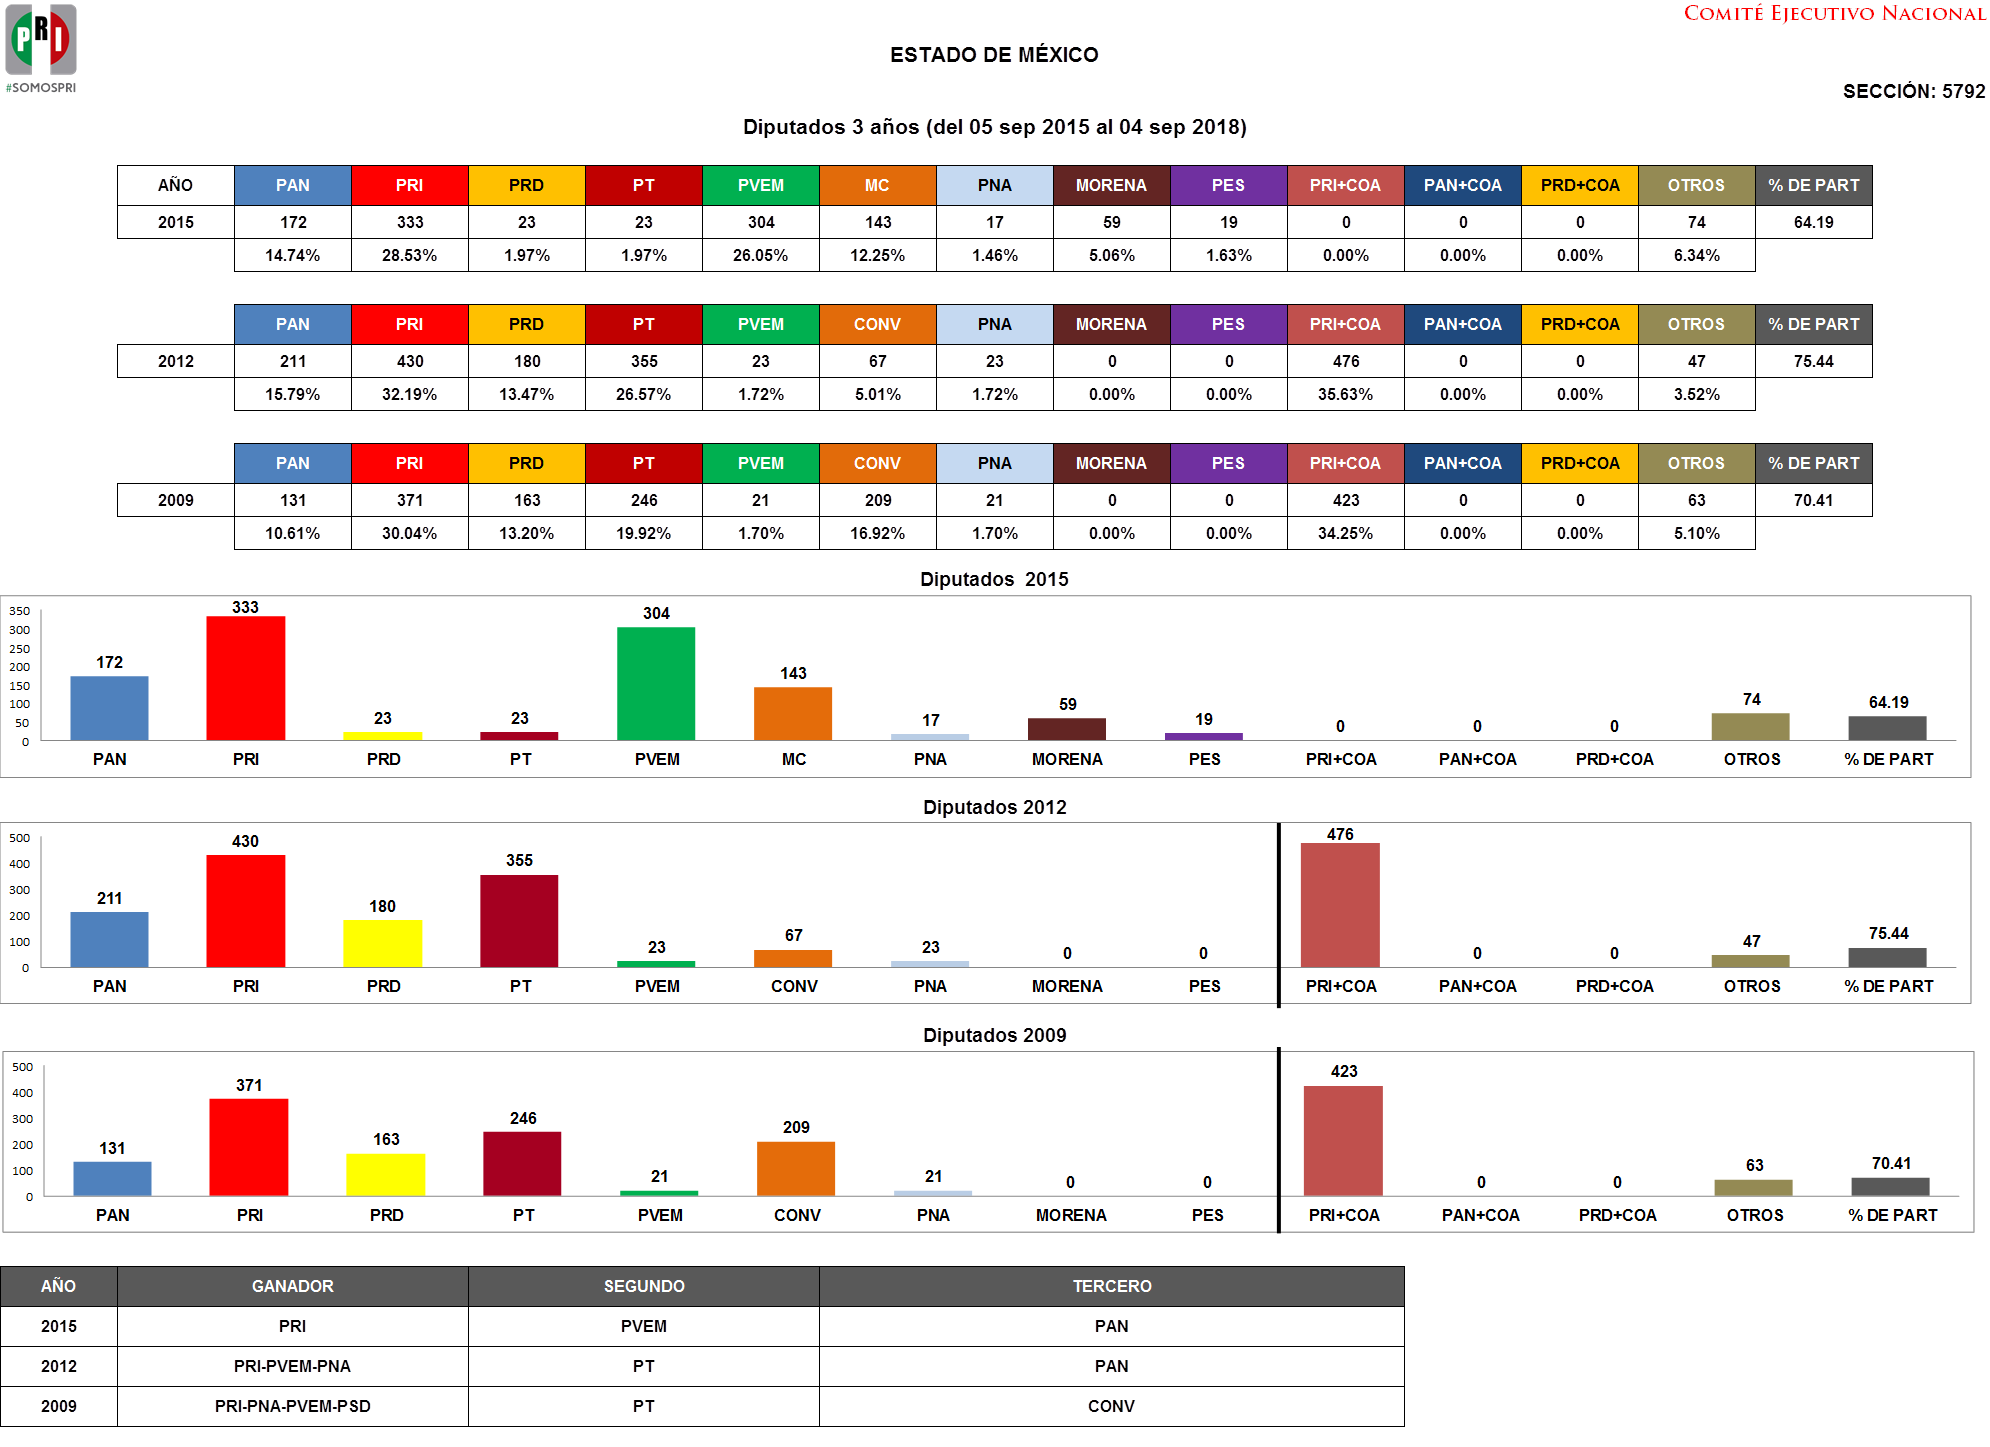 PRI
#SOMOSPRI
COMITÉ EJECUTIVO NACIONAL
ESTADO DE MÉXICO
SECCIÓN: 5792
Diputados 3 años (del 05 sep 2015 al 04 sep 2018)
AÑO PAN PRI PRD PT PVEM MC PNA MORENA PES PRI+COA PAN+COA PRD+COA OTROS % DE PART
2015 172 333 23 23 304 143 17 59 19 0 0 0 74 64.19
14.74% 28.53% 1.97% 1.97% 26.05% 12.25% 1.46% 5.06% 1.63% 0.00% 0.00% 0.00% 6.34%
PAN PRI PRD PT PVEM CONV PNA MORENA PES PRI+COA PAN+COA PRD+COA OTROS % DE PART
2012 211 430 180 355 23 67 23 0 0 476 0 0 47 75.44
15.79% 32.19% 13.47% 26.57% 1.72% 5.01% 1.72% 0.00% 0.00% 35.63% 0.00% 0.00% 3.52%
PAN PRI PRD PT PVEM CONV PNA MORENA PES PRI+COA PAN+COA PRD+COA OTROS % DE PART
2009 131 371 163 246 21 209 21 0 0 423 0 0 63 70.41
10.61% 30.04% 13.20% 19.92% 1.70% 16.92% 1.70% 0.00% 0.00% 34.25% 0.00% 0.00% 5.10%
Diputados 2015
350
300
250
200
150
100
50
0
172 333 23 23 304 143 17 59 19 0 0 0 74 64.19
PAN PRI PRD PT PVEM MC PNA MORENA PES PRI+COA PAN+COA PRD+COA OTROS % DE PART
Diputados 2012
500
400
300
200
100
0
211 430 180 355 23 67 23 0 0 476 0 0 47 75.44
PAN PRI PRD PT PVEM CONV PNA MORENA PES PRI+COA PAN+COA PRD+COA OTROS % DE PART
Diputados 2009
500
400
300
200
100
0
131 371 163 246 21 209 21 0 0 423 0 0 63 70.41
PAN PRI PRD PT PVEM CONV PNA MORENA PES PRI+COA PAN+COA PRD+COA OTROS % DE PART
AÑO GANADOR SEGUNDO TERCERO
2015 PRI PVEM PAN
2012 PRI-PVEM-PNA PT PAN
2009 PRI-PNA-PVEM-PSD PT CONV